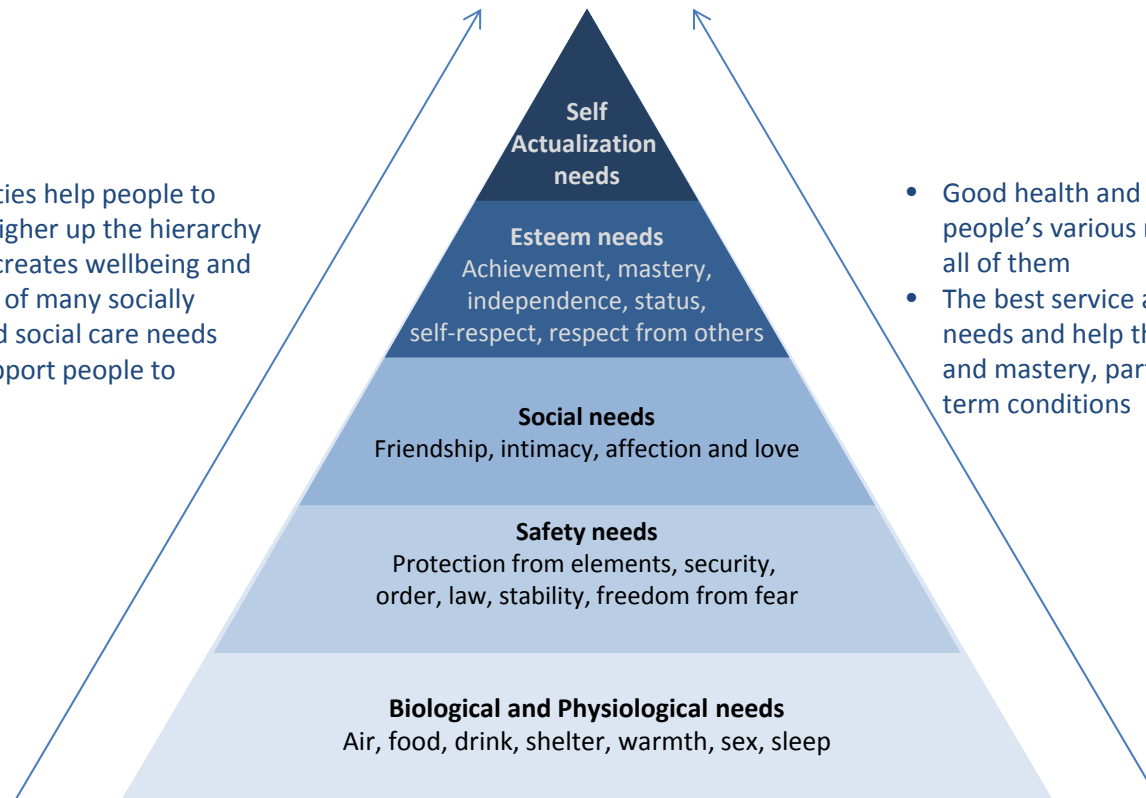 Self
Actualization
needs
Esteem needs
Achievement, mastery,
independence, status,
self-respect, respect from others
Social needs
Friendship, intimacy, affection and love
Safety needs
Protection from elements, security,
order, law, stability, freedom from fear
Biological and Physiological needs
Air, food, drink, shelter, warmth, sex, sleep
help people to
up the hierarchy
creates wellbeing and
of many socially
social care needs
people to
• Good health and
people's various
all of them
• The best service
needs and help
and mastery,
term conditions